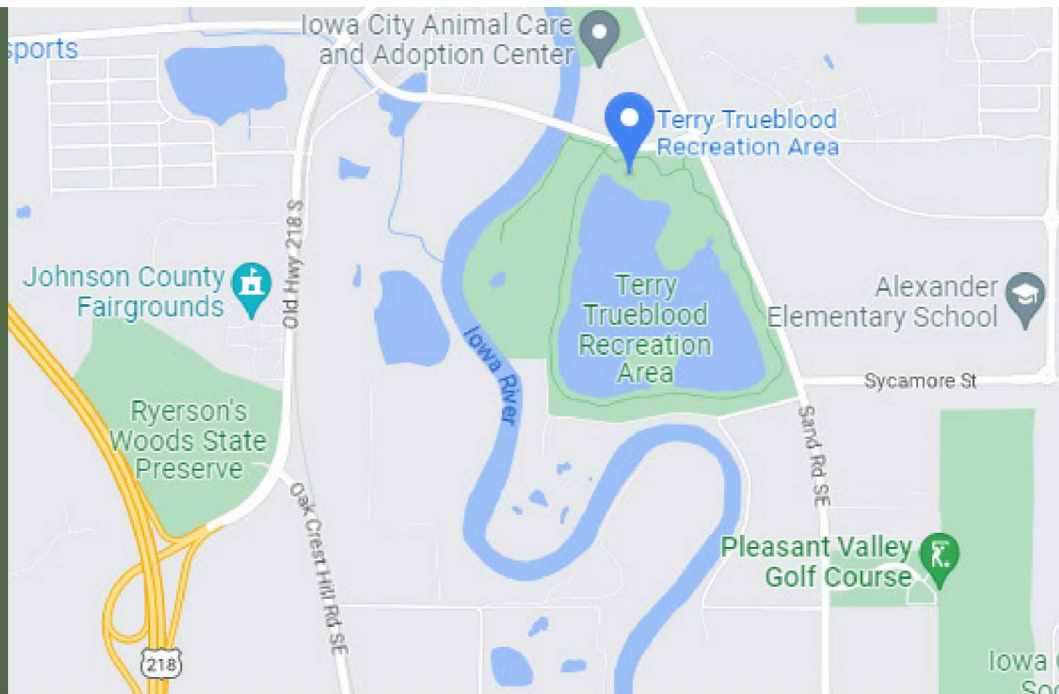 Iowa City Animal Care
and Adoption Center
sports
Terry Trueblood
Recreation Area
Old Hwy 218 S
Johnson County
Fairgrounds
Iowa River
Terry
Trueblood
Recreation
Area
Alexander
Elementary School
Sycamore St
Ryerson's
Woods State
Preserve
Sand Rd SE
Oak Crest Hill Rd SE
Pleasant Valley
Golf Course
218
Iowa